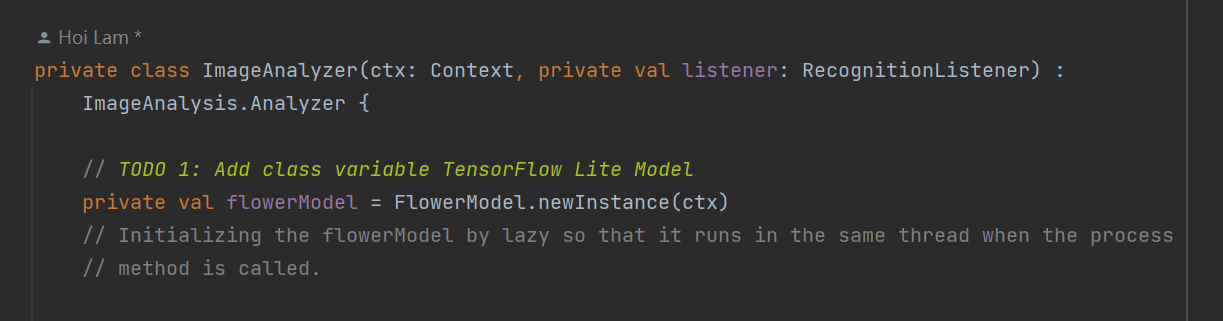 Hoi Lam *
private class ImageAnalyzer(ctx: Context, private val listener: RecognitionListener) :
ImageAnalysis.Analyzer {
// TODO 1: Add class variable TensorFlow Lite Model
private val flowerModel = FlowerModel.newInstance(ctx)
// Initializing the flowerModel by lazy so that it runs in the same thread when the process
// method is called.